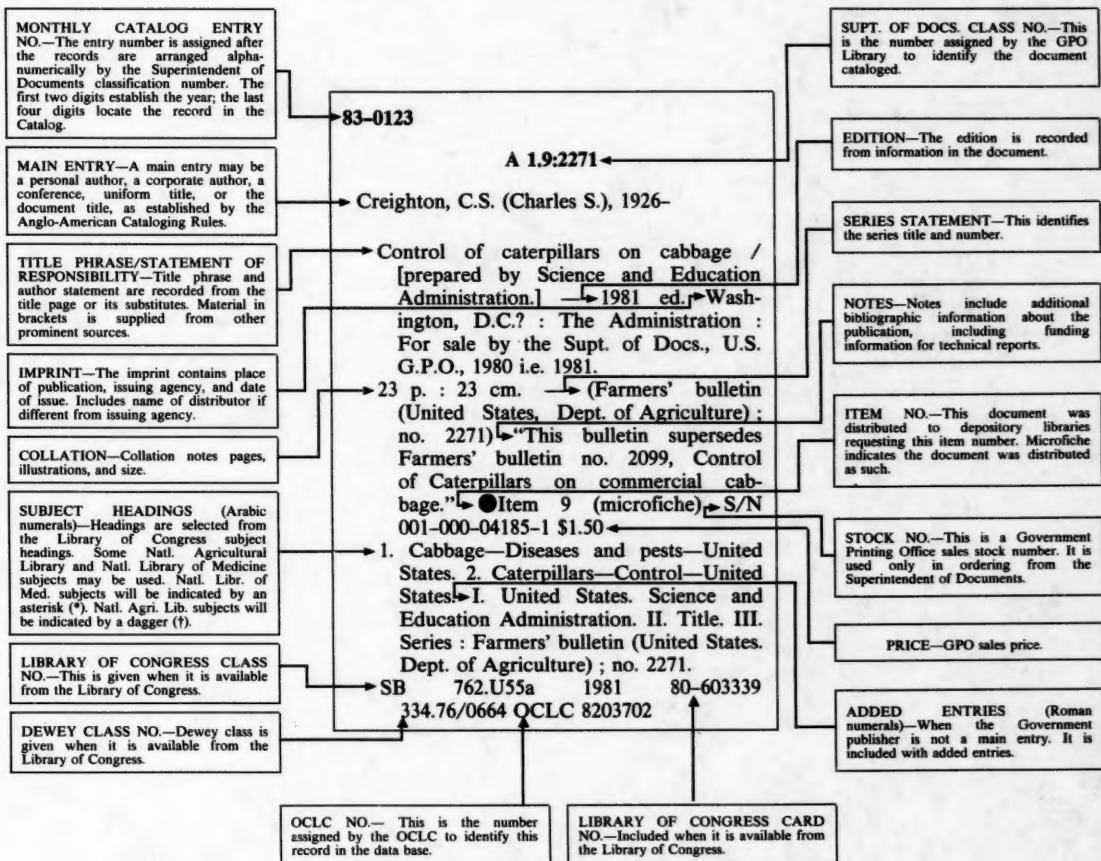 MONTHLY CATALOG ENTRY
NO.—The entry number is assigned after
the records are arranged alpha-
numerically by the Superintendent of
Documents classification number. The
first two digits establish the year; the last
four digits locate the record in the
Catalog.
MAIN ENTRY—A main entry may be
a personal author, a corporate author, a
conference, uniform title, or the
document title, as established by the
Anglo-American Cataloging Rules.
TITLE PHRASE/STATEMENT OF
RESPONSIBILITY—Title phrase and
author statement are recorded from the
title page or its substitutes. Material in
brackets is supplied from other
prominent sources.
IMPRINT—The imprint contains place
of publication, issuing agency, and date
of issue. Includes name of distributor if
different from issuing agency.
COLLATION—Collation notes pages,
illustrations, and size.
SUBJECT HEADINGS (Arabic
numerals)—Headings are selected from
the Library of Congress subject
headings. Some Natl. Agricultural
Library and Natl. Library of Medicine
subjects may be used. Natl. Libr. of
Med. subjects will be indicated by an
asterisk (*). Natl. Agri. Lib. subjects will
be indicated by a dagger (†).
LIBRARY OF CONGRESS CLASS
NO.—This is given when it is available
from the Library of Congress.
DEWEY CLASS NO.—Dewey class is
given when it is available from the
Library of Congress.
83–0123
A 1.9:2271
Creighton, C.S. (Charles S.), 1926–
Control of caterpillars on cabbage /
[prepared by Science and Education
Administration.] — 1981 ed. Wash-
ington, D.C.? : The Administration :
For sale by the Supt. of Docs., U.S.
G.P.O., 1980 i.e. 1981.
23 p. : 23 cm. — (Farmers' bulletin
(United States, Dept. of Agriculture) ;
no. 2271) “This bulletin supersedes
Farmers' bulletin no. 2099, Control
of Caterpillars on commercial cab-
bage.” ●Item 9 (microfiche) S/N
001–000–04185–1 $1.50
1. Cabbage—Diseases and pests—United
States. 2. Caterpillars—Control—United
States. I. United States. Science and
Education Administration. II. Title. III.
Series : Farmers' bulletin (United States.
Dept. of Agriculture) ; no. 2271.
SB 762.U55a 1981 80–603339
334.76/0664 OCLC 8203702
SUPT. OF DOCS. CLASS NO.—This
is the number assigned by the GPO
Library to identify the document
cataloged.
EDITION—The edition is recorded
from information in the document.
SERIES STATEMENT—This identifies
the series title and number.
NOTES—Notes include additional
bibliographic information about the
publication, including funding
information for technical reports.
ITEM NO.—This document was
distributed to depository libraries
requesting this item number. Microfiche
indicates the document was distributed
as such.
STOCK NO.—This is a Government
Printing Office sales stock number. It is
used only in ordering from the
Superintendent of Documents.
PRICE—GPO sales price.
ADDED ENTRIES (Roman
numerals)—When the Government
publisher is not a main entry. It is
included with added entries.
OCLC NO.— This is the number
assigned by the OCLC to identify this
record in the data base.
LIBRARY OF CONGRESS CARD
NO.—Included when it is available from
the Library of Congress.